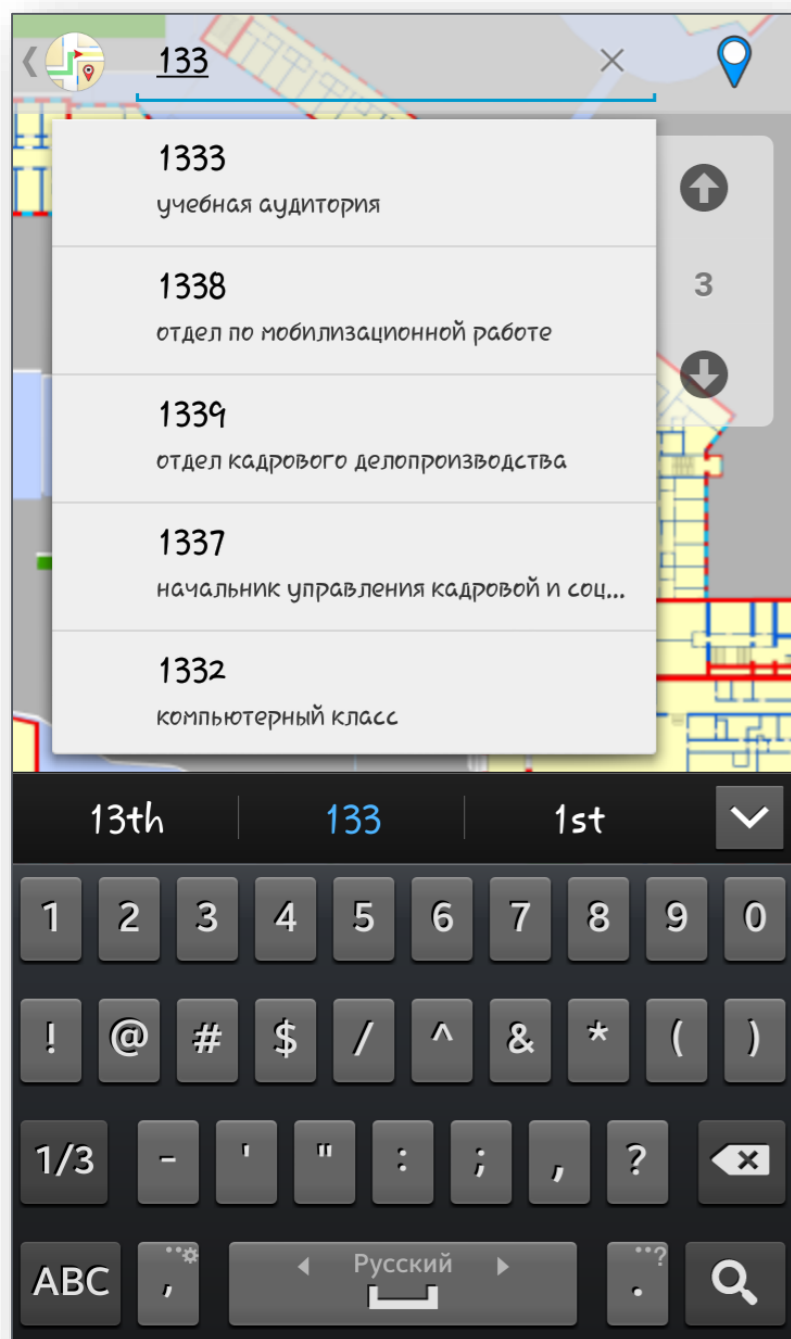 133
1333
учебная аудитория
3
1338
отдел по мобилизационной работе
1339
отдел кадрового делопроизводства
1337
начальник управления кадровой и соц...
1332
компьютерный класс
13th 133 1st
1 2 3 4 5 6 7 8 9 0
! @ # $ / ^ & * ( )
1/3 - ' " : ; , ?
ABC , Русский . ?